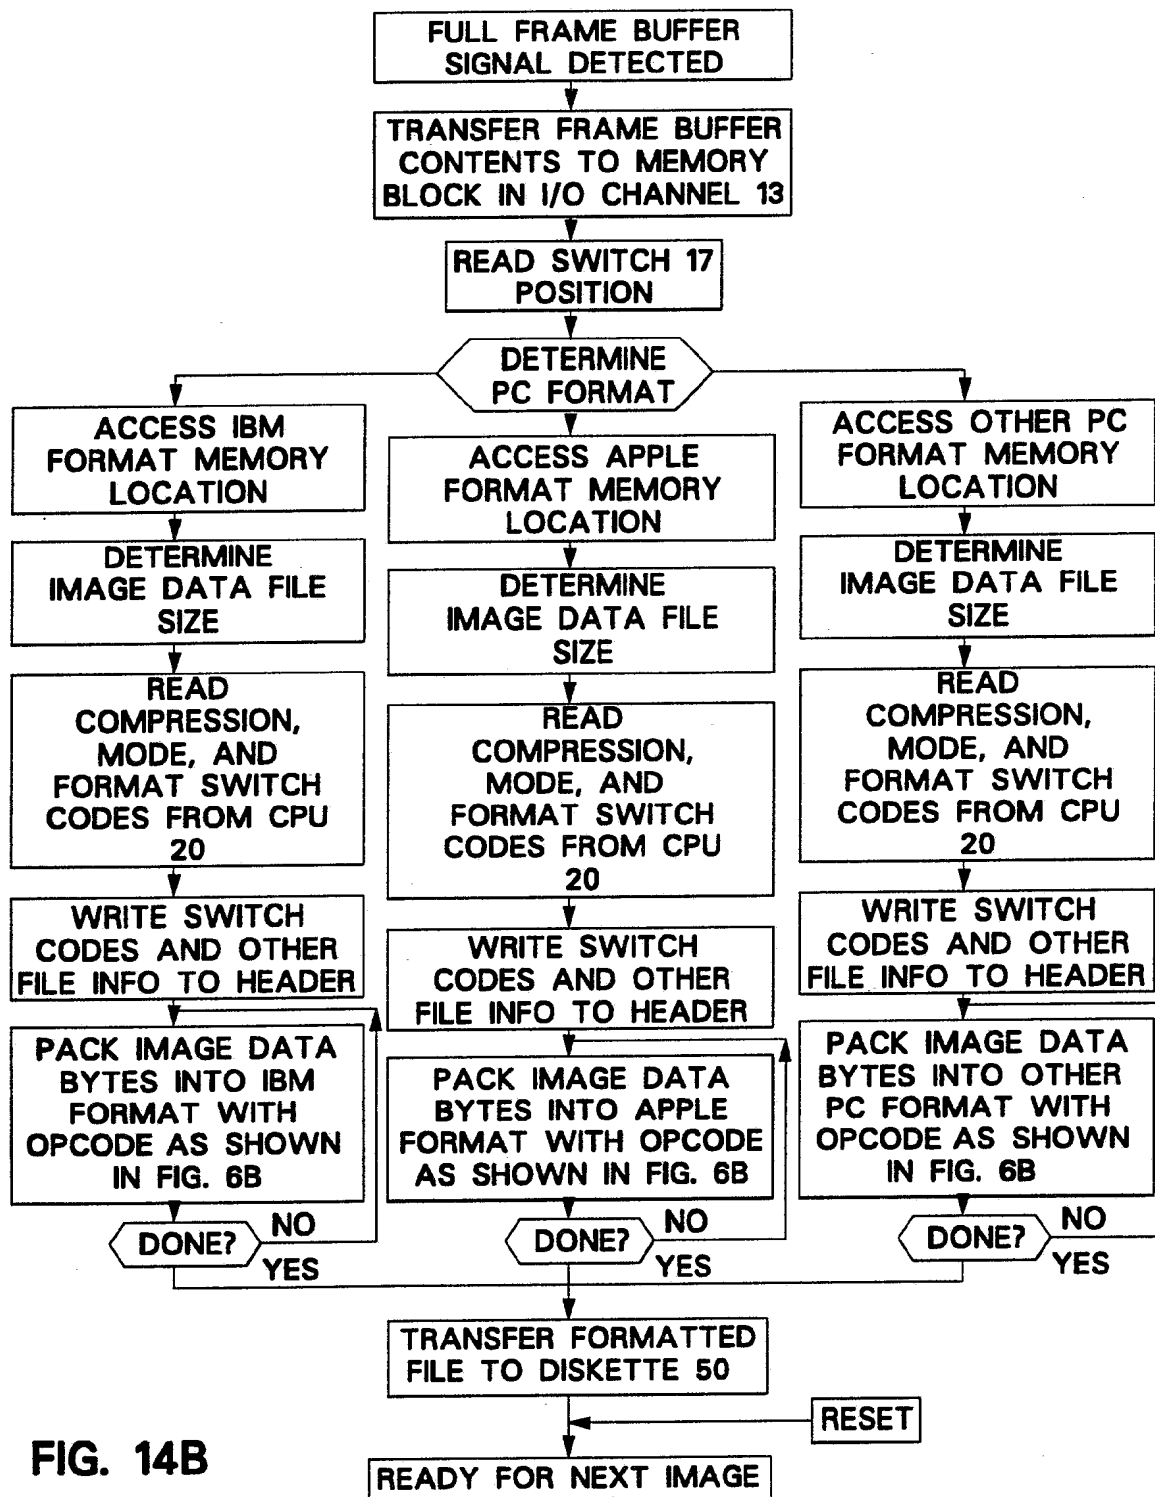 FULL FRAME BUFFER
SIGNAL DETECTED
TRANSFER FRAME BUFFER
CONTENTS TO MEMORY
BLOCK IN I/O CHANNEL 13
READ SWITCH 17
POSITION
DETERMINE
PC FORMAT
ACCESS IBM
FORMAT MEMORY
LOCATION
DETERMINE
IMAGE DATA FILE
SIZE
READ
COMPRESSION,
MODE, AND
FORMAT SWITCH
CODES FROM CPU
20
WRITE SWITCH
CODES AND OTHER
FILE INFO TO HEADER
PACK IMAGE DATA
BYTES INTO IBM
FORMAT WITH
OPCODE AS SHOWN
IN FIG. 6B
DONE?
NO
YES
ACCESS APPLE
FORMAT MEMORY
LOCATION
DETERMINE
IMAGE DATA FILE
SIZE
READ
COMPRESSION,
MODE, AND
FORMAT SWITCH
CODES FROM CPU
20
WRITE SWITCH
CODES AND OTHER
FILE INFO TO HEADER
PACK IMAGE DATA
BYTES INTO APPLE
FORMAT WITH OPCODE
AS SHOWN IN FIG. 6B
DONE?
NO
YES
ACCESS OTHER PC
FORMAT MEMORY
LOCATION
DETERMINE
IMAGE DATA FILE
SIZE
READ
COMPRESSION,
MODE, AND
FORMAT SWITCH
CODES FROM CPU
20
WRITE SWITCH
CODES AND OTHER
FILE INFO TO HEADER
PACK IMAGE DATA
BYTES INTO OTHER
PC FORMAT WITH
OPCODE AS SHOWN
IN FIG. 6B
DONE?
NO
YES
TRANSFER FORMATTED
FILE TO DISKETTE 50
RESET
READY FOR NEXT IMAGE
FIG. 14B